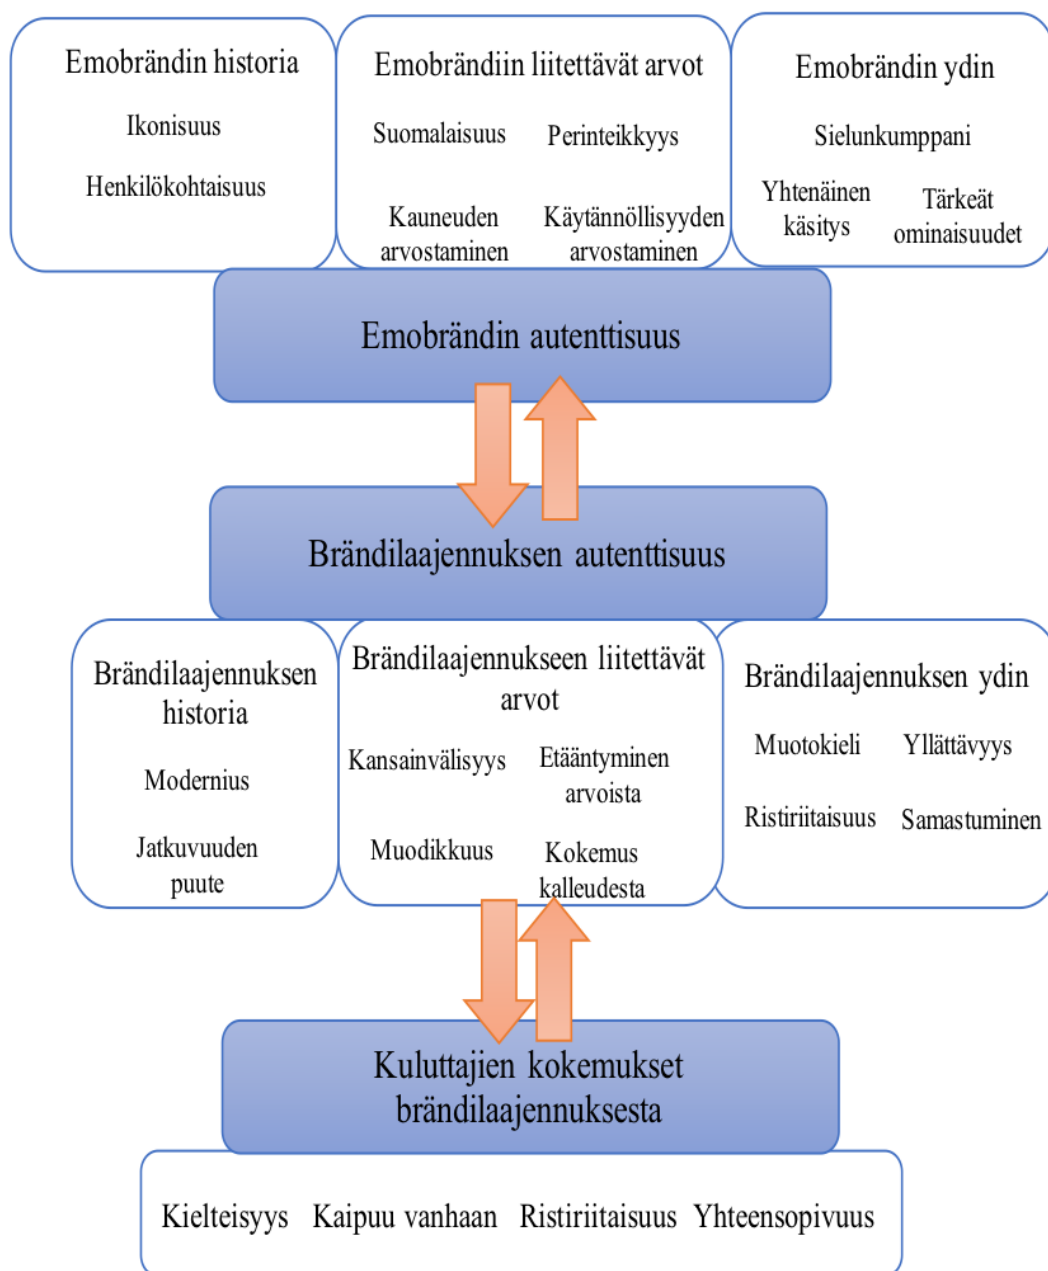 Emobrändin historia
Ikonisuus
Henkilökohtaisuus
Emobrändiin liitettävät arvot
Suomalaisuus
Perinteikkyys
Kauneuden
arvostaminen
Käytännöllisyyden
arvostaminen
Emobrändin ydin
Sielunkumppani
Yhtenäinen
käsitys
Tärkeät
ominaisuudet
Emobrändin autenttisuus
Brändilaajennuksen autenttisuus
Brändilaajennuksen
historia
Modernius
Jatkuvuuden
puute
Brändilaajennukseen liitettävät
arvot
Kansainvälisyys
Etääntyminen
arvoista
Muodikkuus
Kokemus
kalleudesta
Brändilaajennuksen ydin
Muotokieli
Yllättävyys
Ristiriitaisuus
Samastuminen
Kuluttajien kokemukset
brändilaajennuksesta
Kielteisyys Kaipuu vanhaan Ristiriitaisuus Yhteensopivuus